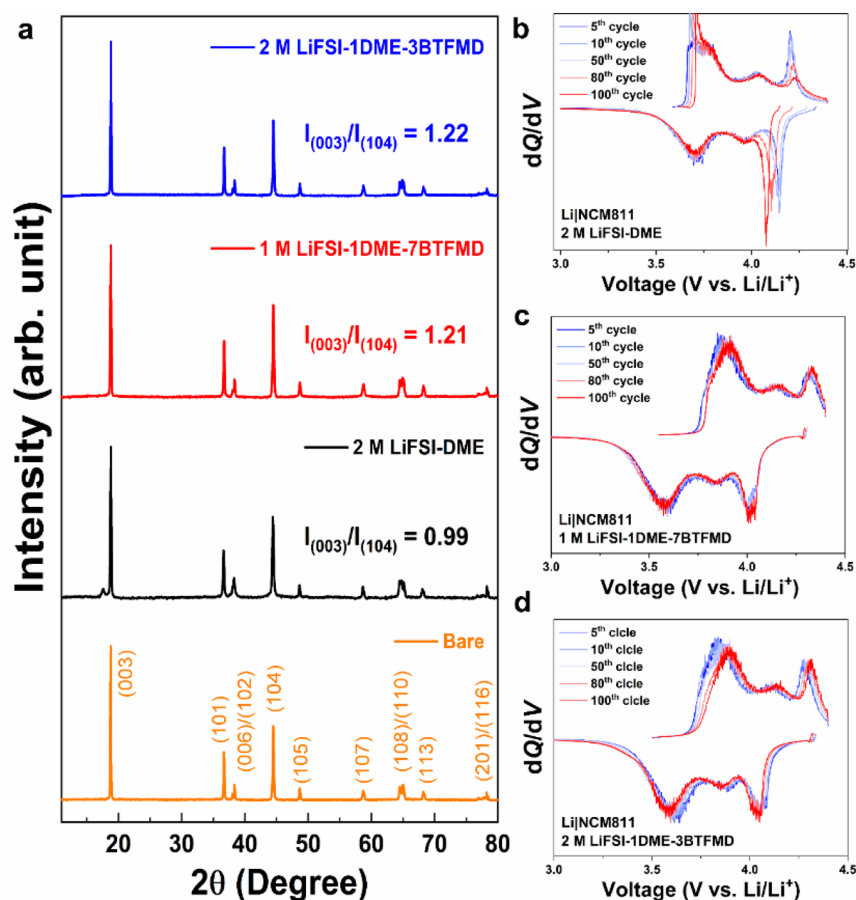 a
2 M LiFSI-1DME-3BTFMD
I(003)/I(104) = 1.22
1 M LiFSI-1DME-7BTFMD
I(003)/I(104) = 1.21
2 M LiFSI-DME
I(003)/I(104) = 0.99
Bare
(003)
(101)
(006)/(102)
(104)
(105)
(107)
(108)/(110)
(113)
(201)/(116)
Intensity (arb. unit)
20 30 40 50 60 70 80
2θ (Degree)
b
5th cycle
10th cycle
50th cycle
80th cycle
100th cycle
dQ/dV
Li|NCM811
2 M LiFSI-DME
3.0 3.5 4.0 4.5
Voltage (V vs. Li/Li+)
c
5th cycle
10th cycle
50th cycle
80th cycle
100th cycle
dQ/dV
Li|NCM811
1 M LiFSI-1DME-7BTFMD
3.0 3.5 4.0 4.5
Voltage (V vs. Li/Li+)
d
5th clcle
10th clcle
50th clcle
80th clcle
100th clcle
dQ/dV
Li|NCM811
2 M LiFSI-1DME-3BTFMD
3.0 3.5 4.0 4.5
Voltage (V vs. Li/Li+)